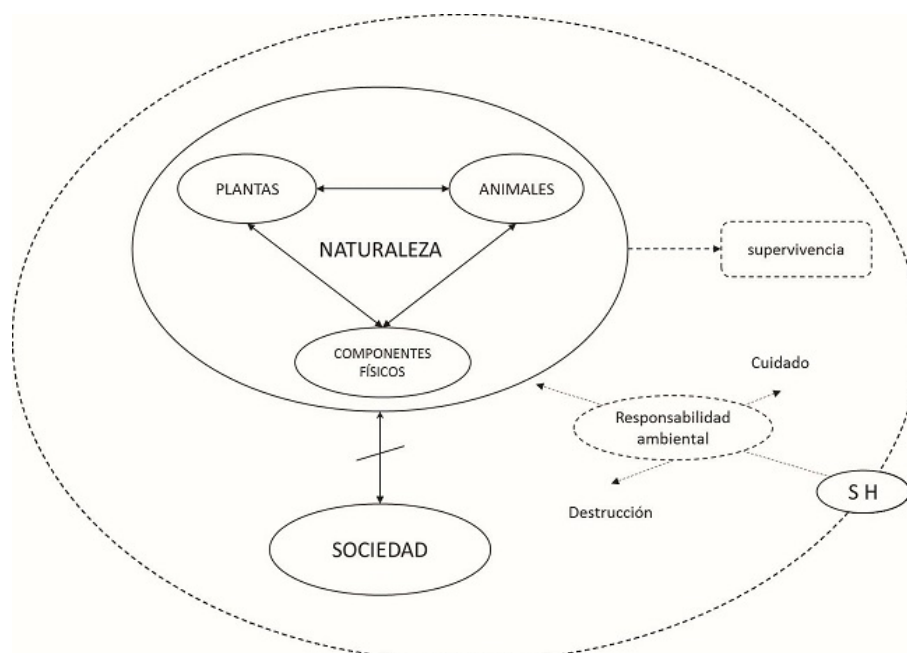 PLANTAS
ANIMALES
NATURALEZA
supervivencia
COMPONENTES
FÍSICOS
Cuidado
Responsabilidad
ambiental
S H
Destrucción
SOCIEDAD